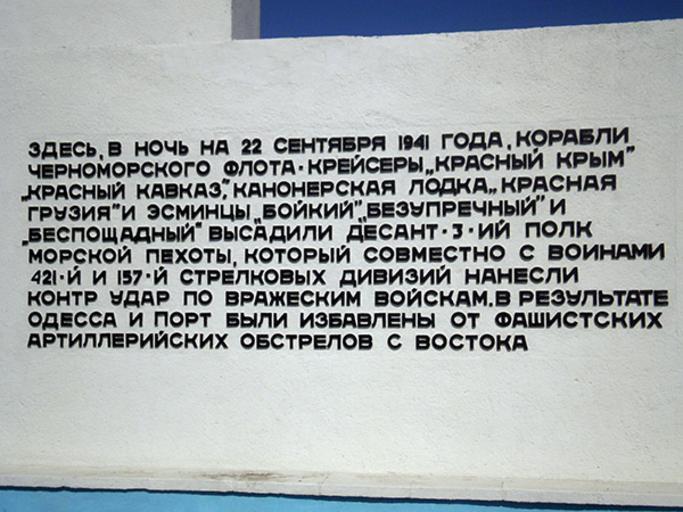 ЗДЕСЬ, В НОЧЬ НА 22 СЕНТЯБРЯ 1941 ГОДА, КОРАБЛИ
ЧЕРНОМОРСКОГО ФЛОТА-КРЕЙСЕРЫ „КРАСНЫЙ КРЫМ"
„КРАСНЫЙ КАВКАЗ", КАНОНЕРСКАЯ ЛОДКА „КРАСНАЯ
ГРУЗИЯ" И ЭСМИНЦЫ „БОЙКИЙ" „БЕЗУПРЕЧНЫЙ" И
„БЕСПОЩАДНЫЙ" ВЫСАДИЛИ ДЕСАНТ-3-ИЙ ПОЛК
МОРСКОЙ ПЕХОТЫ, КОТОРЫЙ СОВМЕСТНО С ВОИНАМИ
421-Й И 157-Й СТРЕЛКОВЫХ ДИВИЗИЙ НАНЕСЛИ
КОНТР УДАР ПО ВРАЖЕСКИМ ВОЙСКАМ, В РЕЗУЛЬТАТЕ
ОДЕССА И ПОРТ БЫЛИ ИЗБАВЛЕНЫ ОТ ФАШИСТСКИХ
АРТИЛЛЕРИЙСКИХ ОБСТРЕЛОВ С ВОСТОКА